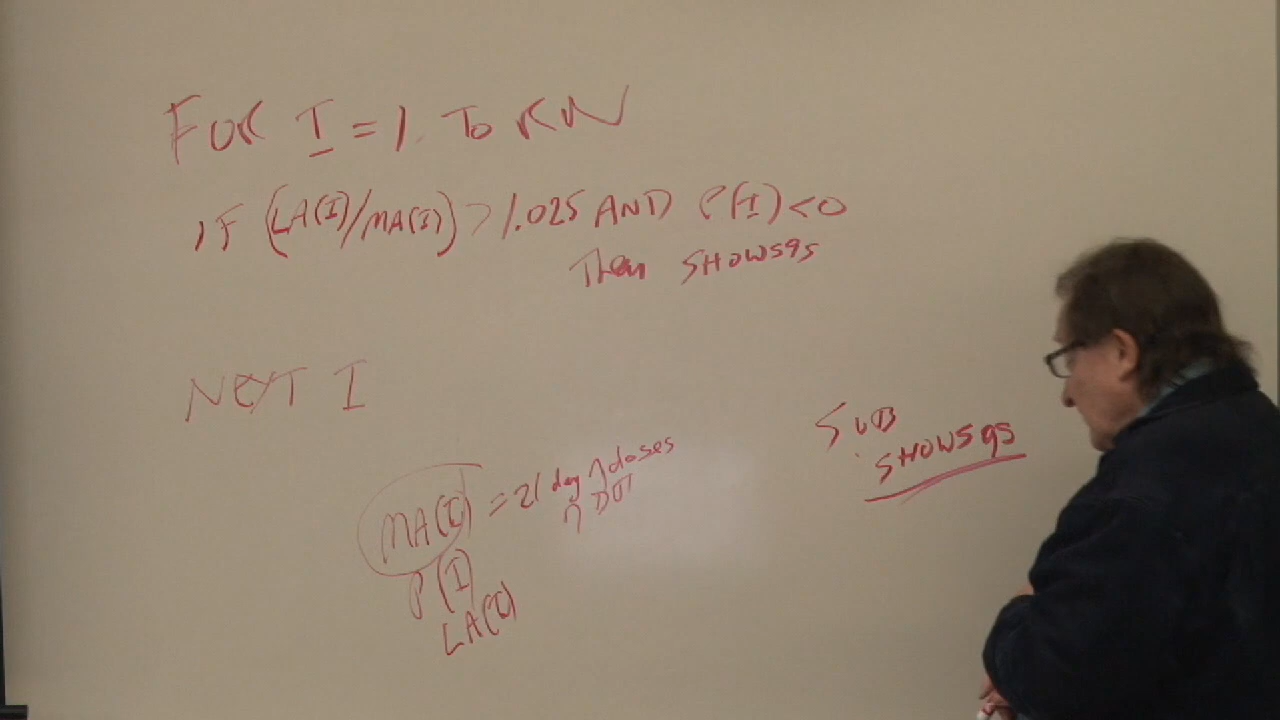 FOR I = 1 To KN
IF (LA(I)/MA(I)) > 1.025 AND P(I) < 0
Then SHOWS95
NEXT I
MA(I) = 21 day
P(I)
LA(I)
SUB
SHOWS95